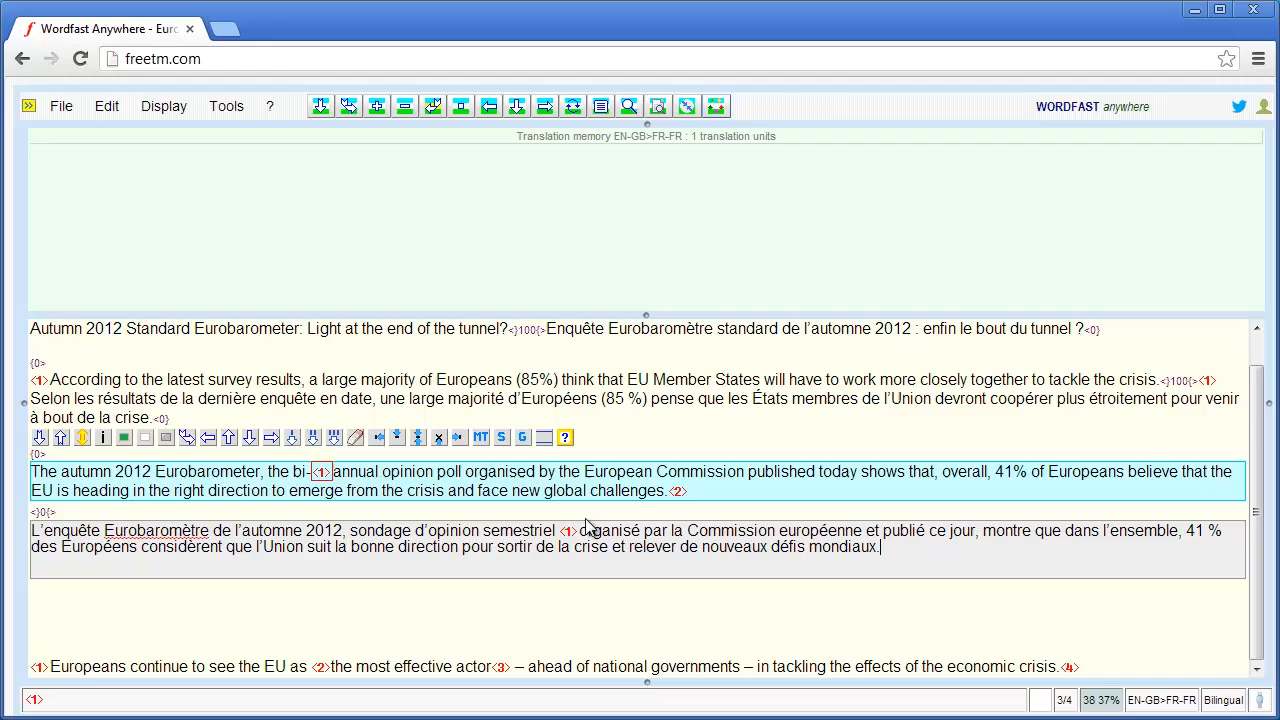 Wordfast Anywhere - Euro
freetm.com
File Edit Display Tools ? WORDFAST anywhere
Translation memory EN-GB>FR-FR : 1 translation units
Autumn 2012 Standard Eurobarometer: Light at the end of the tunnel?<}100{>Enquête Eurobaromètre standard de l’automne 2012 : enfin le bout du tunnel ?<0}
{0>
<1>According to the latest survey results, a large majority of Europeans (85%) think that EU Member States will have to work more closely together to tackle the crisis.<}100{><1>
Selon les résultats de la dernière enquête en date, une large majorité d’Européens (85 %) pense que les États membres de l’Union devront coopérer plus étroitement pour venir
à bout de la crise.<0}
i MT S G ?
{0>
The autumn 2012 Eurobarometer, the bi-<1>annual opinion poll organised by the European Commission published today shows that, overall, 41% of Europeans believe that the
EU is heading in the right direction to emerge from the crisis and face new global challenges.<2>
<}0{>
L’enquête Eurobaromètre de l’automne 2012, sondage d’opinion semestriel <1>organisé par la Commission européenne et publié ce jour, montre que dans l’ensemble, 41 %
des Européens considèrent que l’Union suit la bonne direction pour sortir de la crise et relever de nouveaux défis mondiaux.
<1>Europeans continue to see the EU as <2>the most effective actor<3> – ahead of national governments – in tackling the effects of the economic crisis.<4>
<1> 3/4 38 37% EN-GB>FR-FR Bilingual